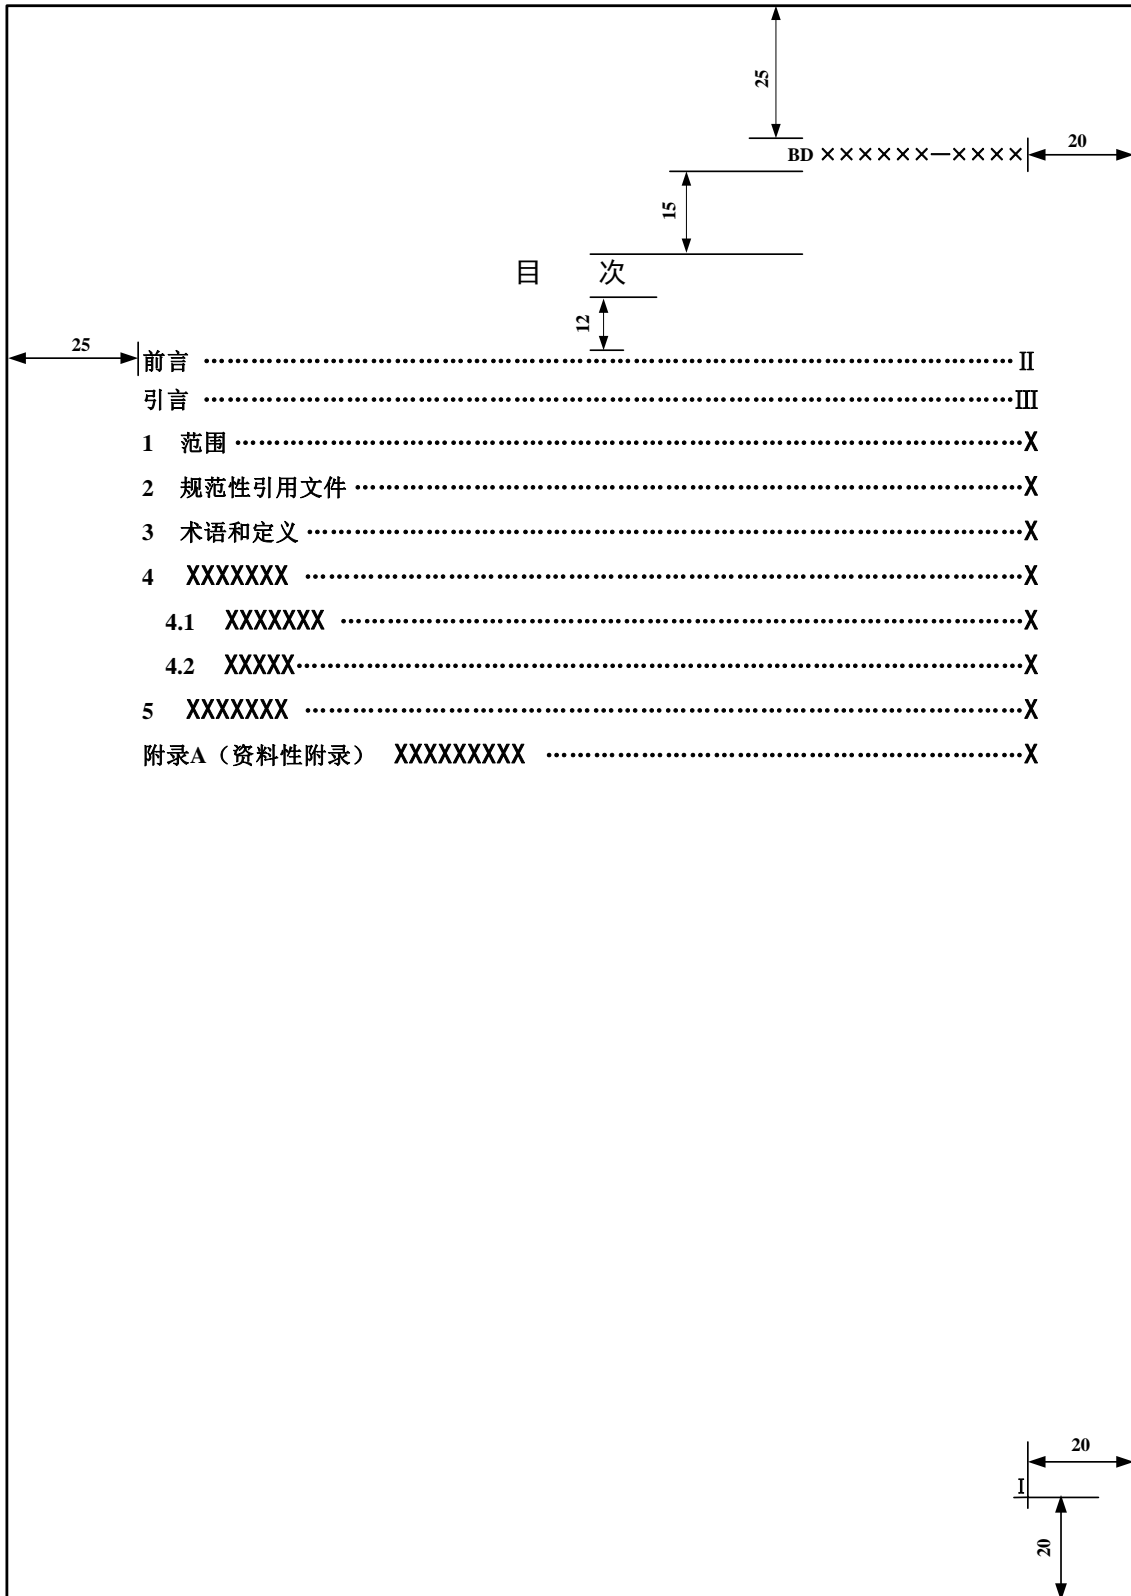 25
BD ××××××—×××× 20
15
目 次
12
25
前言 ………………………………………………………………………………………… Ⅱ
引言 …………………………………………………………………………………………Ⅲ
1 范围 ………………………………………………………………………………………X
2 规范性引用文件 …………………………………………………………………………X
3 术语和定义 ………………………………………………………………………………X
4 XXXXXXX ………………………………………………………………………………X
4.1 XXXXXXX ……………………………………………………………………………X
4.2 XXXXX…………………………………………………………………………………X
5 XXXXXXX ………………………………………………………………………………X
附录A（资料性附录） XXXXXXXXX ……………………………………………………X
20
I
20